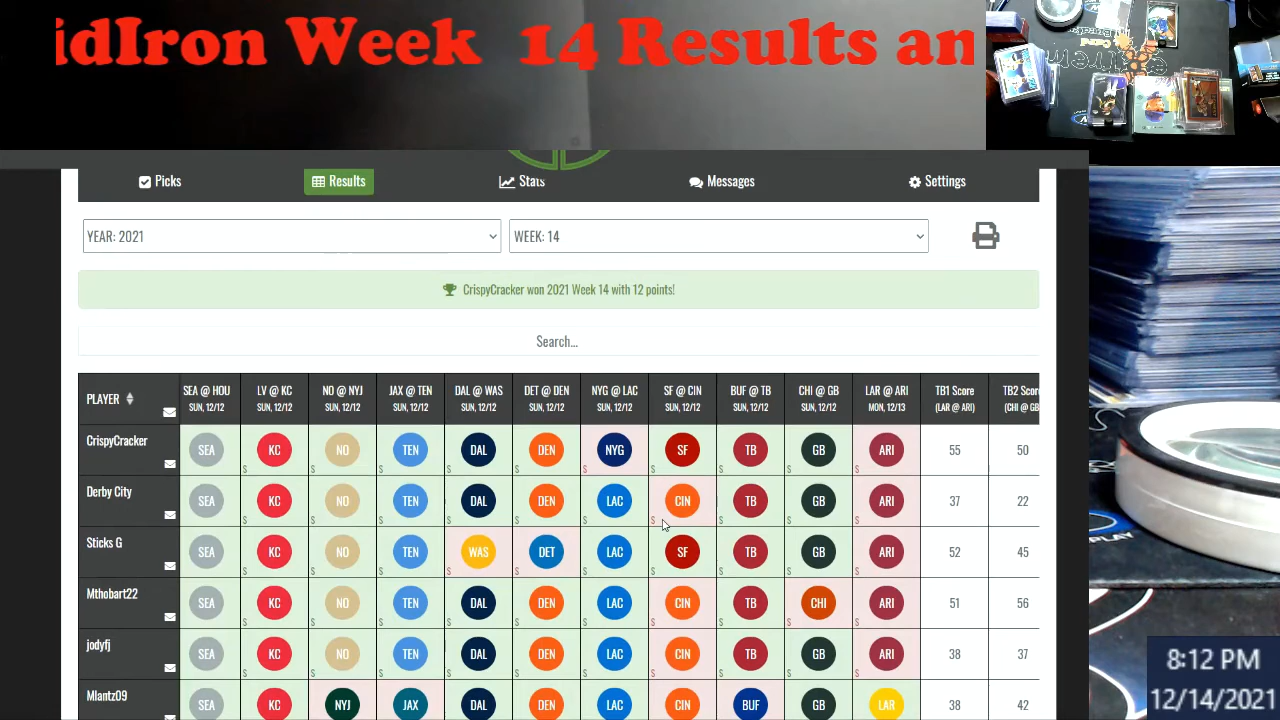 idIron Week 14 Results an
Picks Results Stats Messages Settings
YEAR: 2021 WEEK: 14
CrispyCracker won 2021 Week 14 with 12 points!
Search...
PLAYER SEA @ HOU LV @ KC NO @ NYJ JAX @ TEN DAL @ WAS DET @ DEN NYG @ LAC SF @ CIN BUF @ TB CHI @ GB LAR @ ARI TB1 Score TB2 Score
SUN, 12/12 SUN, 12/12 SUN, 12/12 SUN, 12/12 SUN, 12/12 SUN, 12/12 SUN, 12/12 SUN, 12/12 SUN, 12/12 SUN, 12/12 MON, 12/13 (LAR @ ARI) (CHI @ GB
CrispyCracker SEA KC NO TEN DAL DEN NYG SF TB GB ARI 55 50
$ $ $ $ $ $ $ $ $ $
Derby City SEA KC NO TEN DAL DEN LAC CIN TB GB ARI 37 22
$ $ $ $ $ $ $ $ $ $
Sticks G SEA KC NO TEN WAS DET LAC SF TB GB ARI 52 45
$ $ $ $ $ $ $ $ $ $
Mthobart22 SEA KC NO TEN DAL DEN LAC CIN TB CHI ARI 51 56
$ $ $ $ $ $ $ $ $ $
jodyfj SEA KC NO TEN DAL DEN LAC CIN TB GB ARI 38 37
$ $ $ $ $ $ $ $ $ $
Mlantz09 SEA KC NYJ JAX DAL DEN LAC CIN BUF GB LAR 38 42
PLAY
8:12 PM
12/14/2021